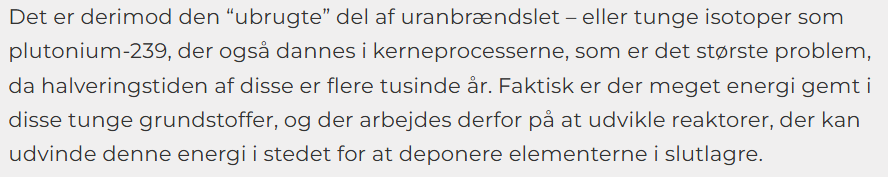 Det er derimod den “ubrugte” del af uranbrændslet – eller tunge isotoper som
plutonium-239, der også dannes i kerneprocesserne, som er det største problem,
da halveringstiden af disse er flere tusinde år. Faktisk er der meget energi gemt i
disse tunge grundstoffer, og der arbejdes derfor på at udvikle reaktorer, der kan
udvinde denne energi i stedet for at deponere elementerne i slutlagre.